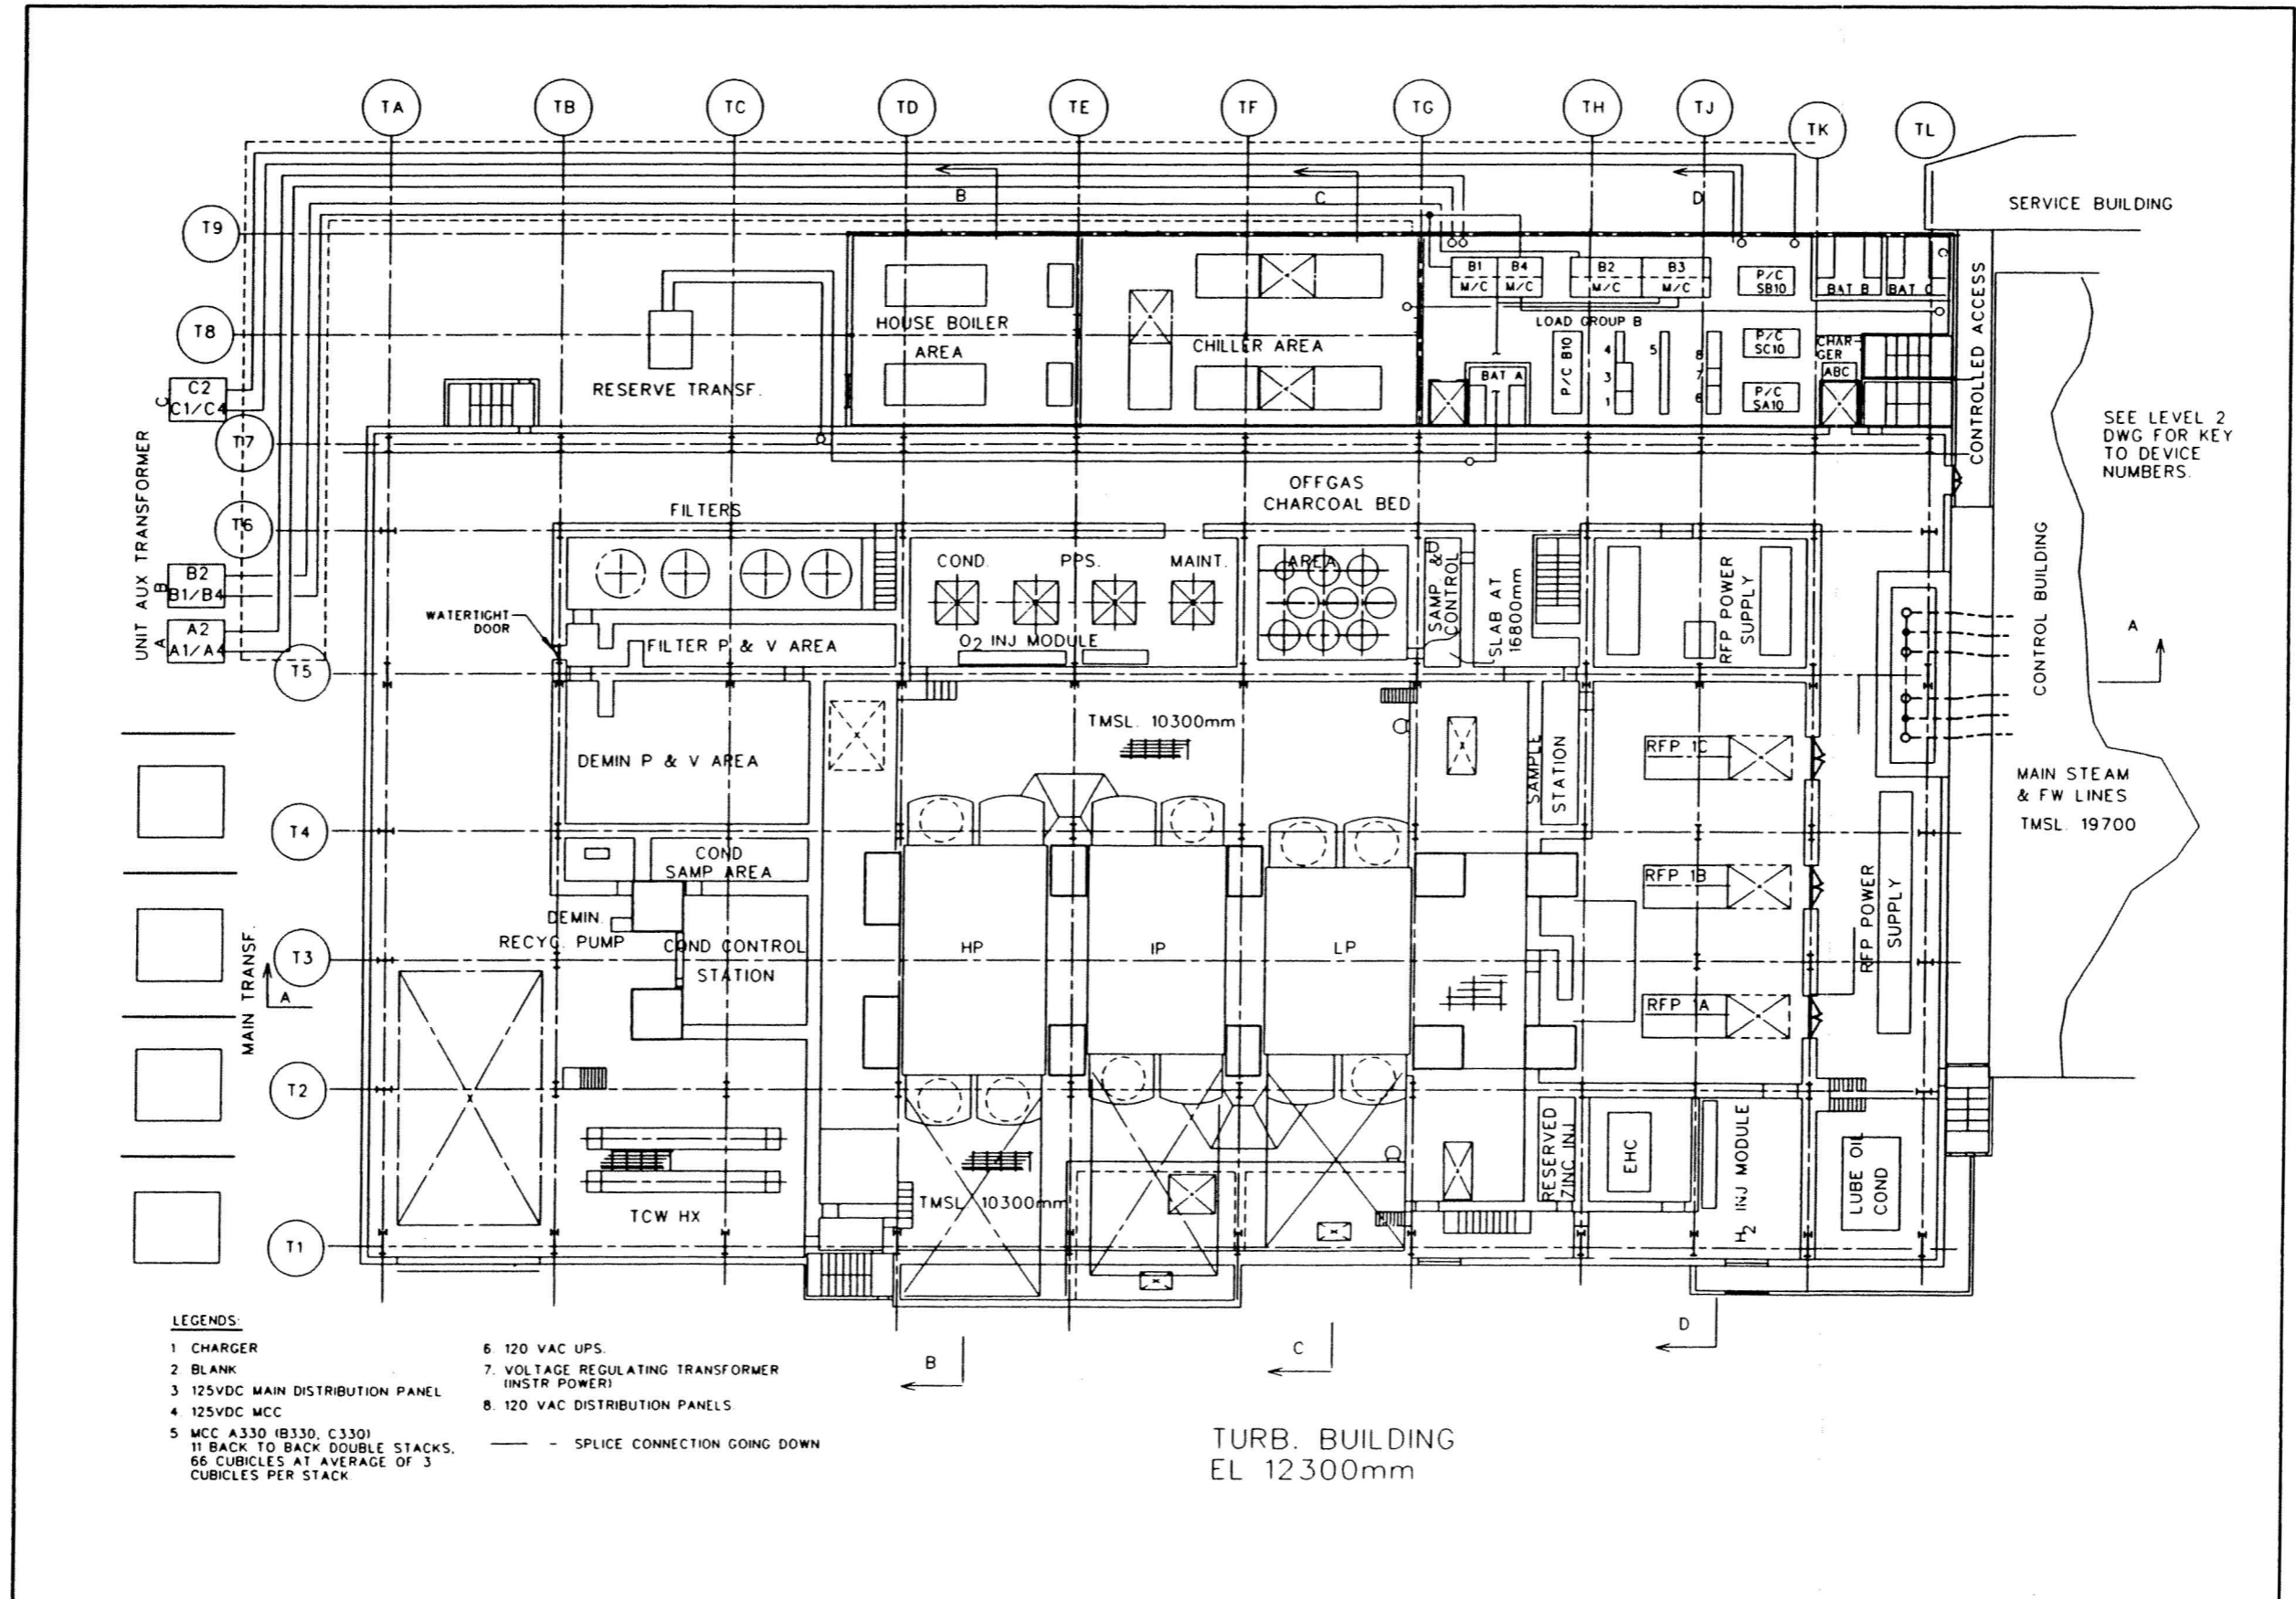 TA
TB
TC
TD
TE
TF
TG
TH
TJ
TK
TL
B
C
D
SERVICE BUILDING
T9
T8
T7
T6
T5
T4
T3
T2
T1
C2
C1/C4
C
B2
B1/B4
B
A2
A1/A4
A
UNIT AUX TRANSFORMER
RESERVE TRANSF.
HOUSE BOILER
AREA
CHILLER AREA
B1
M/C
B4
M/C
B2
M/C
B3
M/C
P/C
SB10
BAT B
BAT C
LOAD GROUP B
P/C B10
4
3
1
5
8
7
6
P/C
SC10
P/C
SA10
CHAR-
GER
ABC
BAT A
CONTROLLED ACCESS
SEE LEVEL 2
DWG FOR KEY
TO DEVICE
NUMBERS.
FILTERS
OFFGAS
CHARCOAL BED
AREA
COND.
PPS.
MAINT.
SAMP. &
CONTROL
SLAB AT
16800mm
RFP POWER
SUPPLY
WATERTIGHT
DOOR
FILTER P & V AREA
O2 INJ MODULE
CONTROL BUILDING
A
TMSL. 10300mm
DEMIN P & V AREA
SAMPLE
STATION
RFP 1C
MAIN STEAM
& FW LINES
TMSL. 19700
COND
SAMP AREA
RFP 1B
DEMIN.
RECYC. PUMP
COND CONTROL
STATION
HP
IP
LP
RFP POWER
SUPPLY
MAIN TRANSF.
A
RFP 1A
RESERVED
ZINC INJ
EHC
H2 INJ MODULE
LUBE OIL
COND
TCW HX
TMSL 10300mm
B
C
D
LEGENDS:
1 CHARGER
2 BLANK
3 125VDC MAIN DISTRIBUTION PANEL
4 125VDC MCC
5 MCC A330 (B330, C330)
11 BACK TO BACK DOUBLE STACKS,
66 CUBICLES AT AVERAGE OF 3
CUBICLES PER STACK
6. 120 VAC UPS.
7. VOLTAGE REGULATING TRANSFORMER
(INSTR POWER)
8. 120 VAC DISTRIBUTION PANELS
- SPLICE CONNECTION GOING DOWN
TURB. BUILDING
EL 12300mm